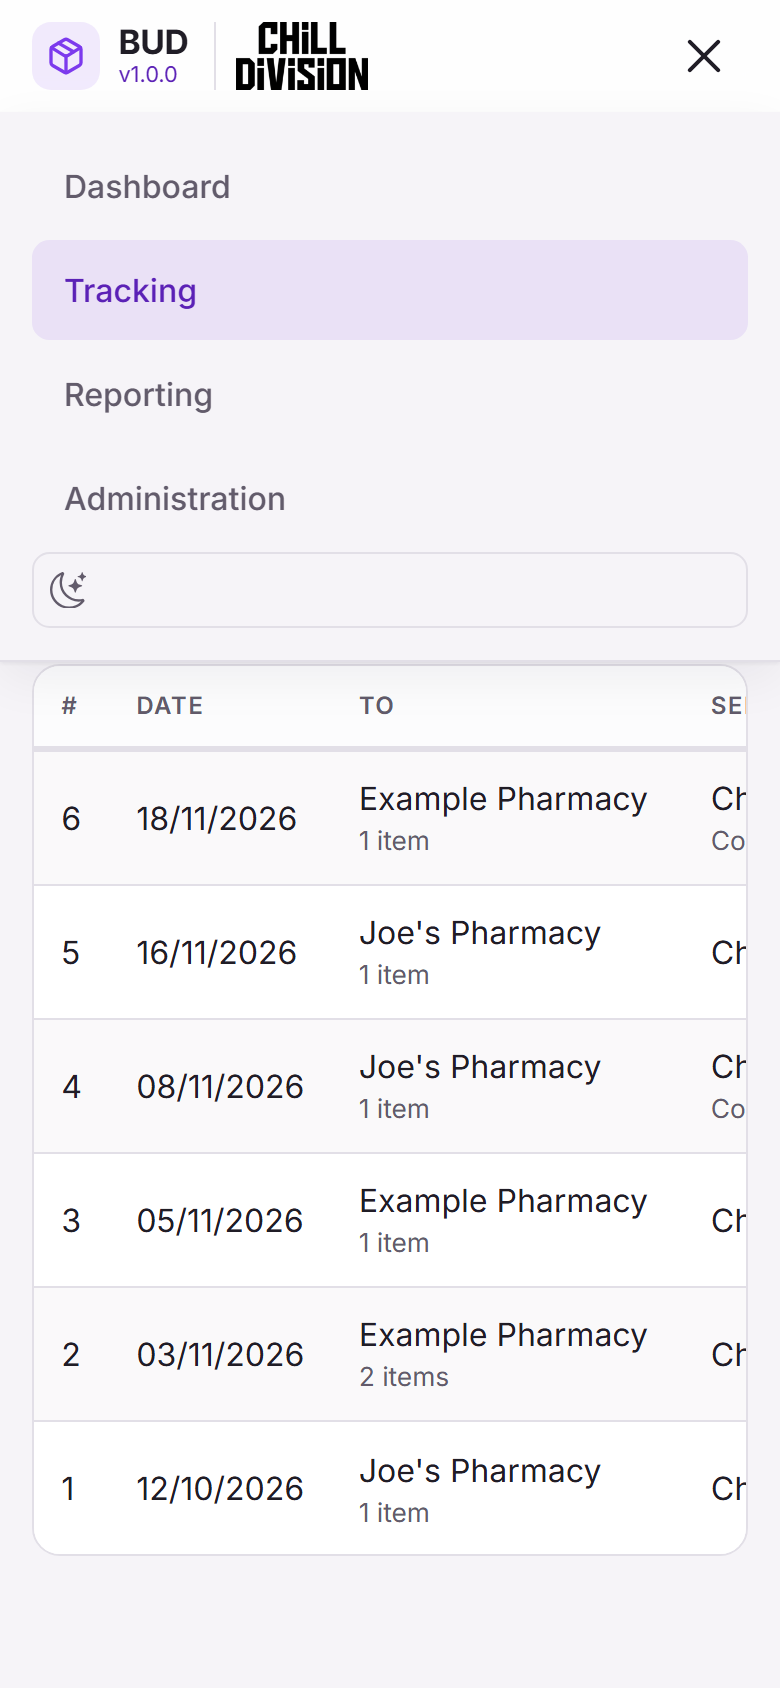 BUD
v1.0.0
CHiLL
DiViSiON
Dashboard
Tracking
Reporting
Administration
# DATE TO
6 18/11/2026 Example Pharmacy
1 item
5 16/11/2026 Joe's Pharmacy
1 item
4 08/11/2026 Joe's Pharmacy
1 item
3 05/11/2026 Example Pharmacy
1 item
2 03/11/2026 Example Pharmacy
2 items
1 12/10/2026 Joe's Pharmacy
1 item